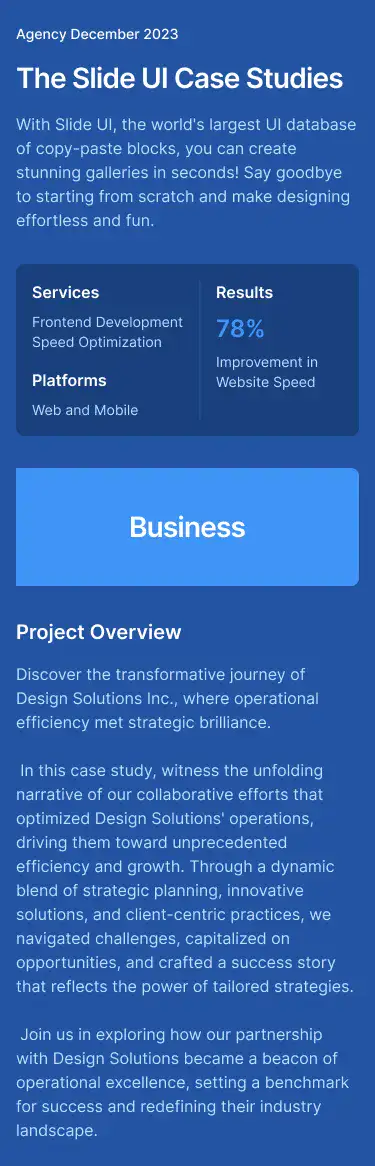 Agency December 2023
The Slide UI Case Studies
With Slide UI, the world's largest UI database
of copy-paste blocks, you can create
stunning galleries in seconds! Say goodbye
to starting from scratch and make designing
effortless and fun.
Services
Frontend Development
Speed Optimization
Platforms
Web and Mobile
Results
78%
Improvement in
Website Speed
Business
Project Overview
Discover the transformative journey of
Design Solutions Inc., where operational
efficiency met strategic brilliance.
In this case study, witness the unfolding
narrative of our collaborative efforts that
optimized Design Solutions' operations,
driving them toward unprecedented
efficiency and growth. Through a dynamic
blend of strategic planning, innovative
solutions, and client-centric practices, we
navigated challenges, capitalized on
opportunities, and crafted a success story
that reflects the power of tailored strategies.
Join us in exploring how our partnership
with Design Solutions became a beacon of
operational excellence, setting a benchmark
for success and redefining their industry
landscape.